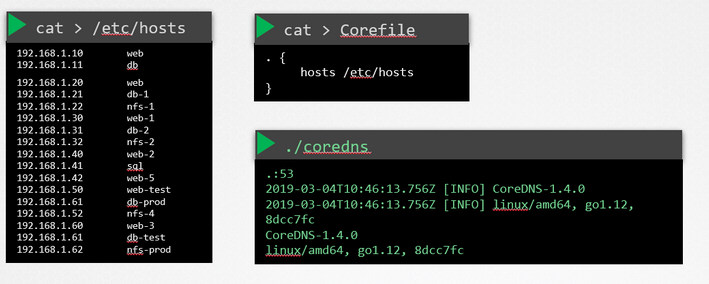 cat > /etc/hosts
192.168.1.10 web
192.168.1.11 db
192.168.1.20 web
192.168.1.21 db-1
192.168.1.22 nfs-1
192.168.1.30 web-1
192.168.1.31 db-2
192.168.1.32 nfs-2
192.168.1.40 web-2
192.168.1.41 sql
192.168.1.42 web-5
192.168.1.50 web-test
192.168.1.61 db-prod
192.168.1.52 nfs-4
192.168.1.60 web-3
192.168.1.61 db-test
192.168.1.62 nfs-prod
cat > Corefile
. {
hosts /etc/hosts
}
./coredns
.:53
2019-03-04T10:46:13.756Z [INFO] CoreDNS-1.4.0
2019-03-04T10:46:13.756Z [INFO] linux/amd64, go1.12,
8dcc7fc
CoreDNS-1.4.0
linux/amd64, go1.12, 8dcc7fc